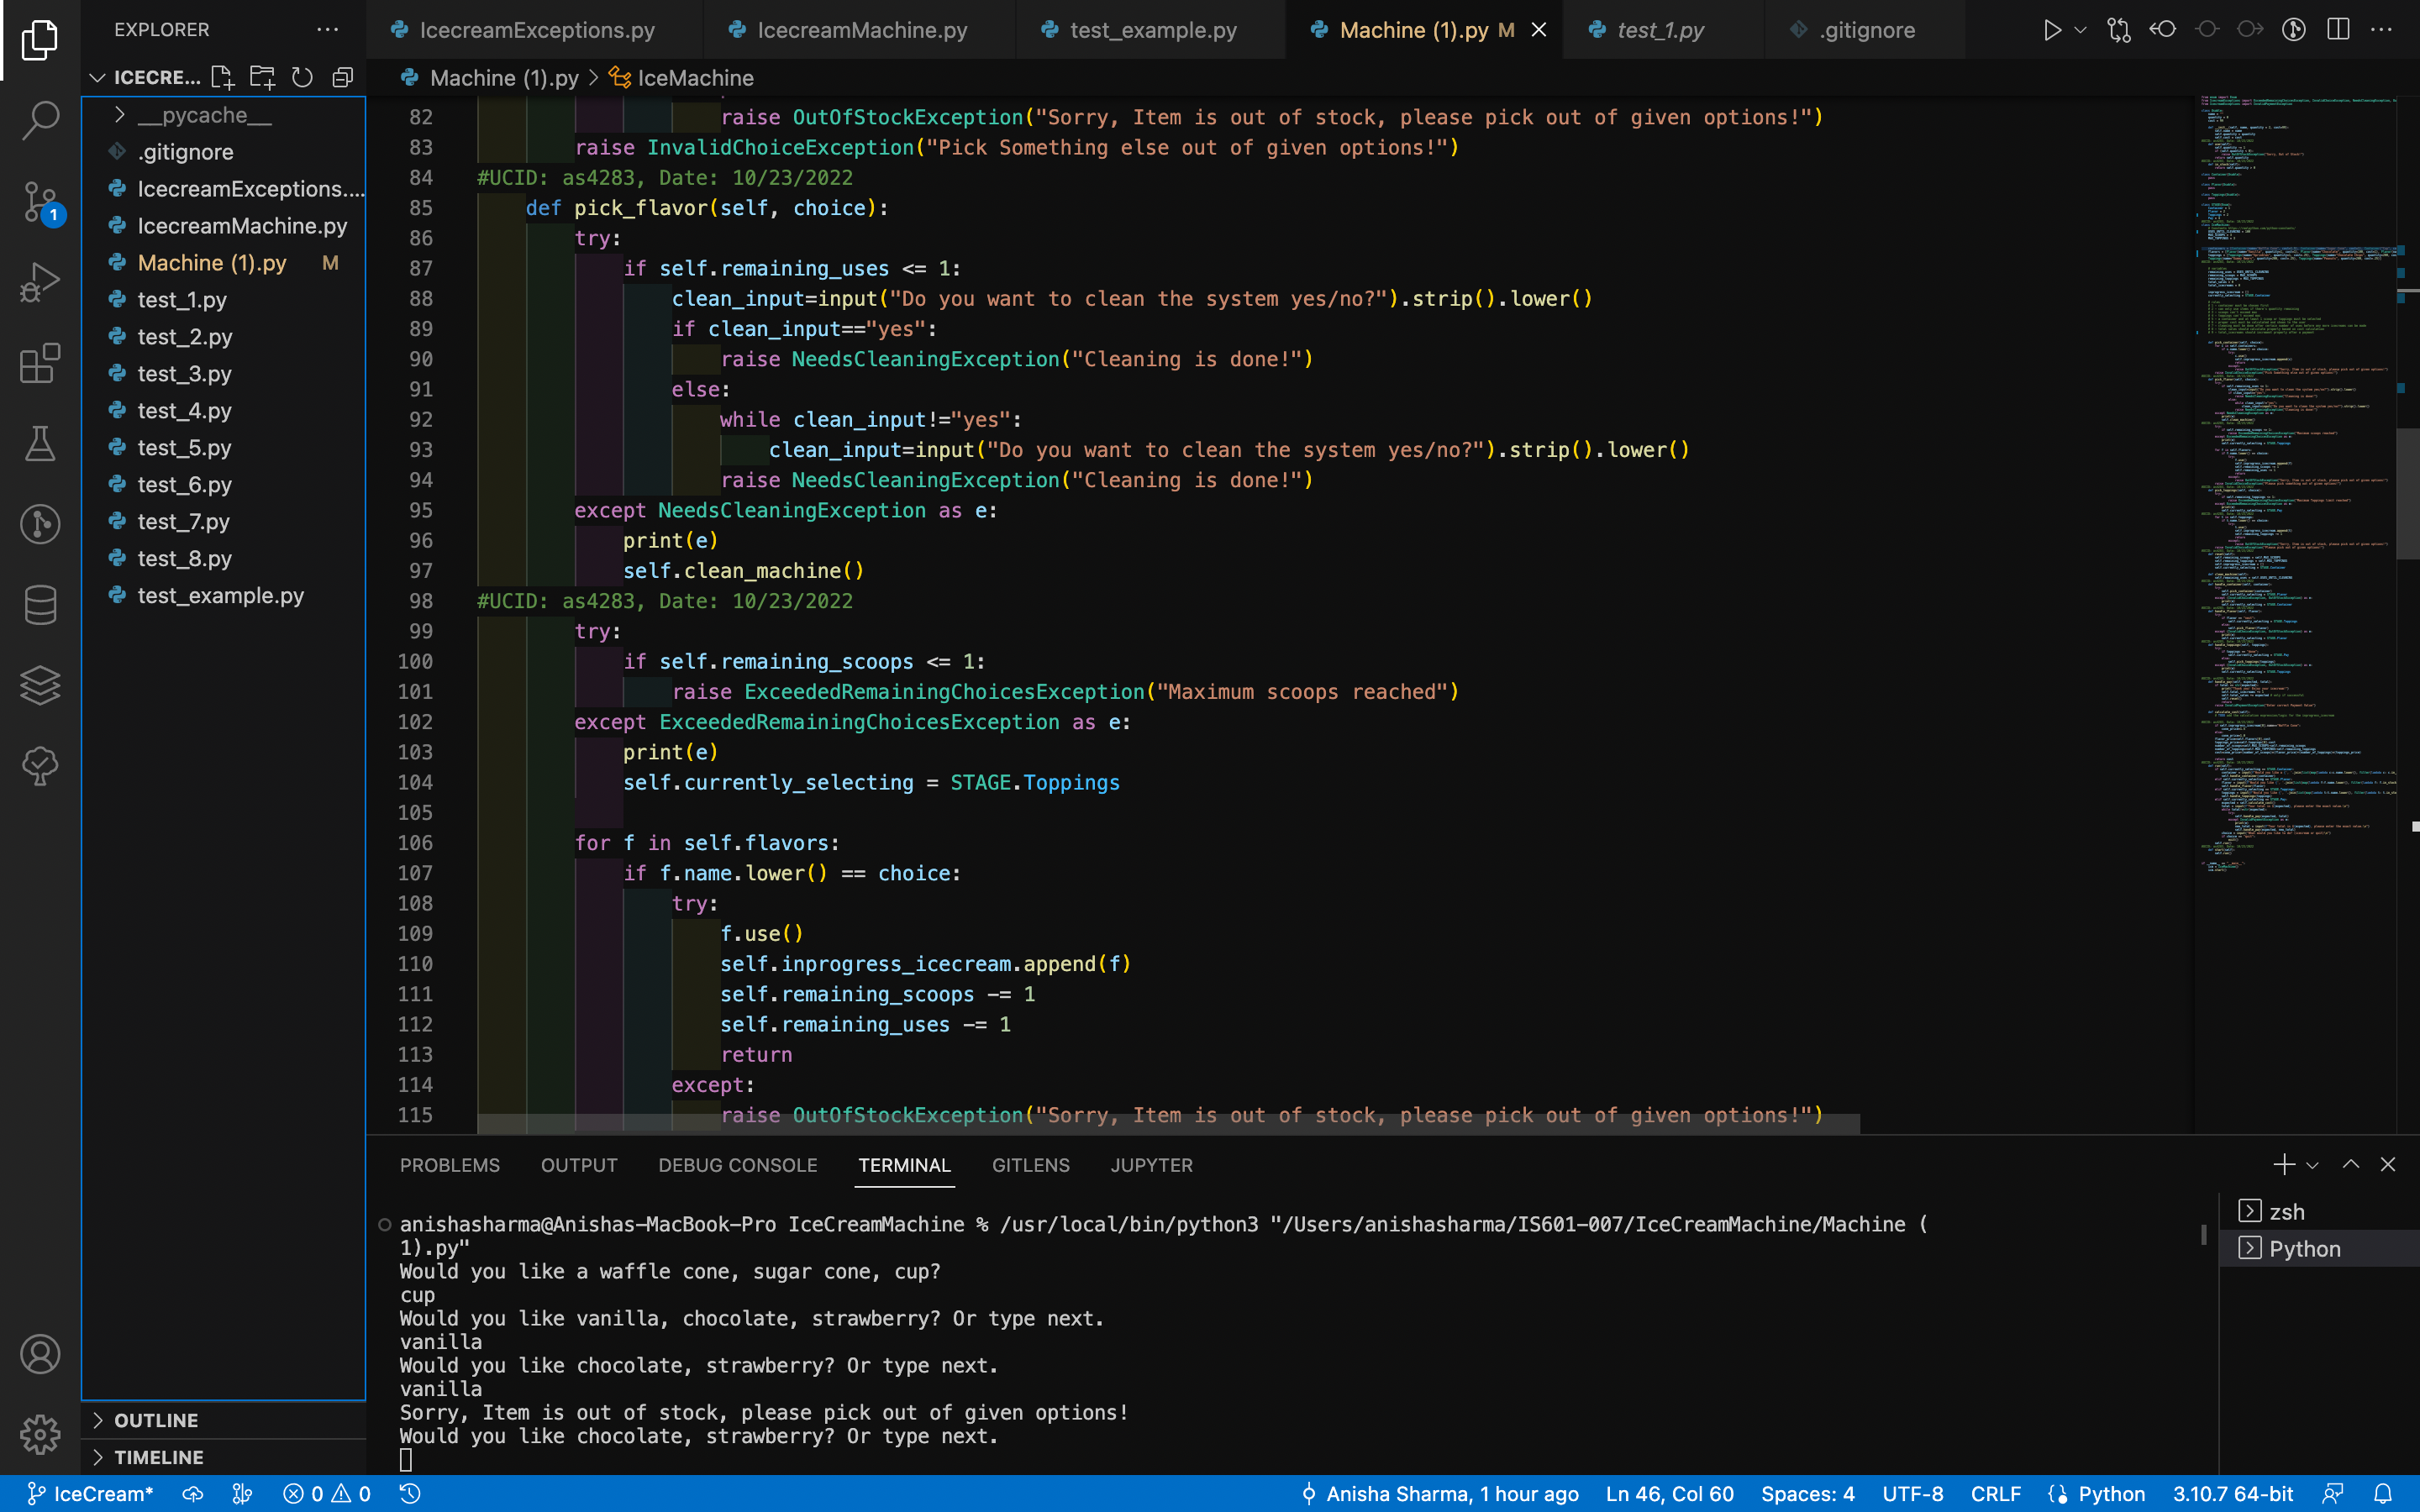 EXPLORER
IcecreamExceptions.py
IcecreamMachine.py
test_example.py
Machine (1).py M
test_1.py
.gitignore
ICECRE...
Machine (1).py > IceMachine
__pycache__
.gitignore
IcecreamExceptions....
IcecreamMachine.py
Machine (1).py M
test_1.py
test_2.py
test_3.py
test_4.py
test_5.py
test_6.py
test_7.py
test_8.py
test_example.py
1
OUTLINE
TIMELINE
82 raise OutOfStockException("Sorry, Item is out of stock, please pick out of given options!")
83 raise InvalidChoiceException("Pick Something else out of given options!")
84 #UCID: as4283, Date: 10/23/2022
85 def pick_flavor(self, choice):
86 try:
87 if self.remaining_uses <= 1:
88 clean_input=input("Do you want to clean the system yes/no?").strip().lower()
89 if clean_input=="yes":
90 raise NeedsCleaningException("Cleaning is done!")
91 else:
92 while clean_input!="yes":
93 clean_input=input("Do you want to clean the system yes/no?").strip().lower()
94 raise NeedsCleaningException("Cleaning is done!")
95 except NeedsCleaningException as e:
96 print(e)
97 self.clean_machine()
98 #UCID: as4283, Date: 10/23/2022
99 try:
100 if self.remaining_scoops <= 1:
101 raise ExceededRemainingChoicesException("Maximum scoops reached")
102 except ExceededRemainingChoicesException as e:
103 print(e)
104 self.currently_selecting = STAGE.Toppings
105
106 for f in self.flavors:
107 if f.name.lower() == choice:
108 try:
109 f.use()
110 self.inprogress_icecream.append(f)
111 self.remaining_scoops -= 1
112 self.remaining_uses -= 1
113 return
114 except:
115 raise OutOfStockException("Sorry, Item is out of stock, please pick out of given options!")
PROBLEMS OUTPUT DEBUG CONSOLE TERMINAL GITLENS JUPYTER
anishasharma@Anishas-MacBook-Pro IceCreamMachine % /usr/local/bin/python3 "/Users/anishasharma/IS601-007/IceCreamMachine/Machine (
1).py"
Would you like a waffle cone, sugar cone, cup?
cup
Would you like vanilla, chocolate, strawberry? Or type next.
vanilla
Would you like chocolate, strawberry? Or type next.
vanilla
Sorry, Item is out of stock, please pick out of given options!
Would you like chocolate, strawberry? Or type next.
zsh
Python
IceCream* 0 0 Anisha Sharma, 1 hour ago Ln 46, Col 60 Spaces: 4 UTF-8 CRLF Python 3.10.7 64-bit